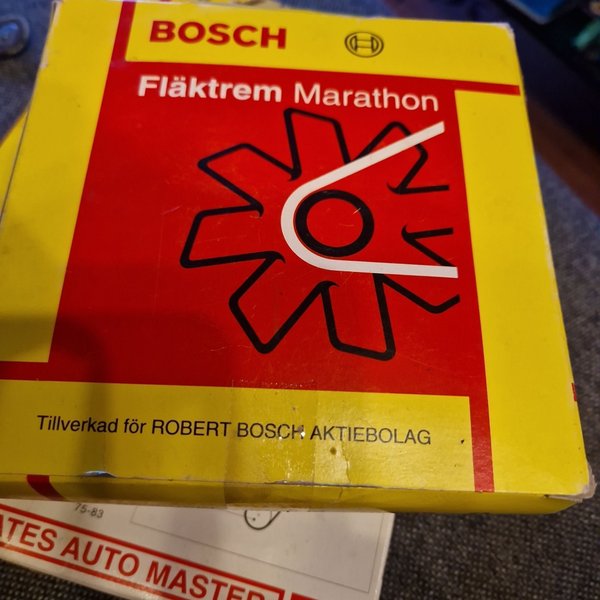 BOSCH
Fläktrem Marathon
Tillverkad för ROBERT BOSCH AKTIEBOLAG
75-83
ATES AUTO MASTER